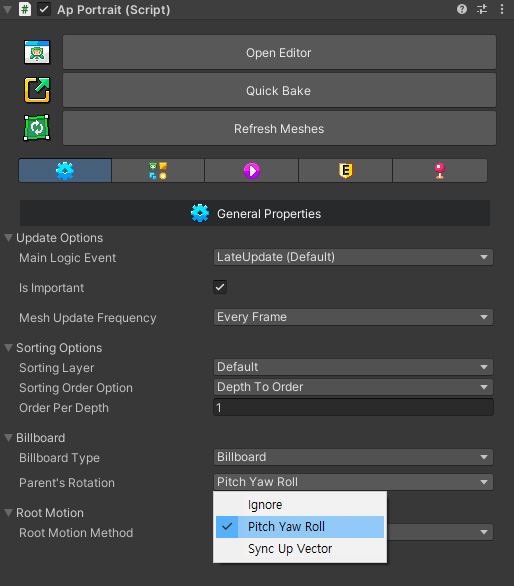 Ap Portrait (Script)
Open Editor
Quick Bake
Refresh Meshes
General Properties
Update Options
Main Logic Event LateUpdate (Default)
Is Important
Mesh Update Frequency Every Frame
Sorting Options
Sorting Layer Default
Sorting Order Option Depth To Order
Order Per Depth 1
Billboard
Billboard Type Billboard
Parent's Rotation Pitch Yaw Roll
Ignore
Pitch Yaw Roll
Sync Up Vector
Root Motion
Root Motion Method